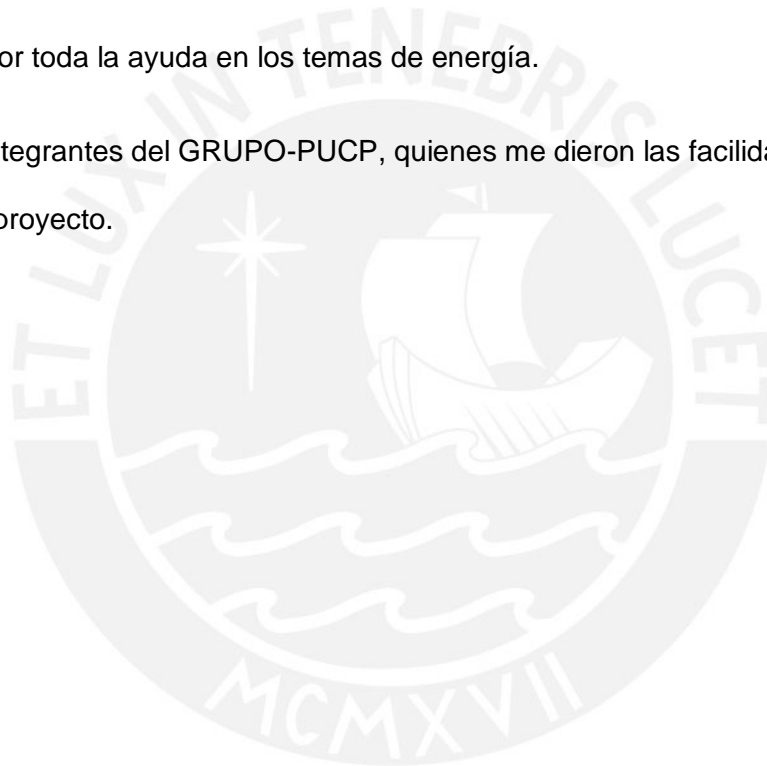 or toda la ayuda en los temas de energía.
ntegrantes del GRUPO-PUCP, quienes me dieron las facilida
proyecto.
ET LUX IN TENEBRIS LUCET
MCMXVII